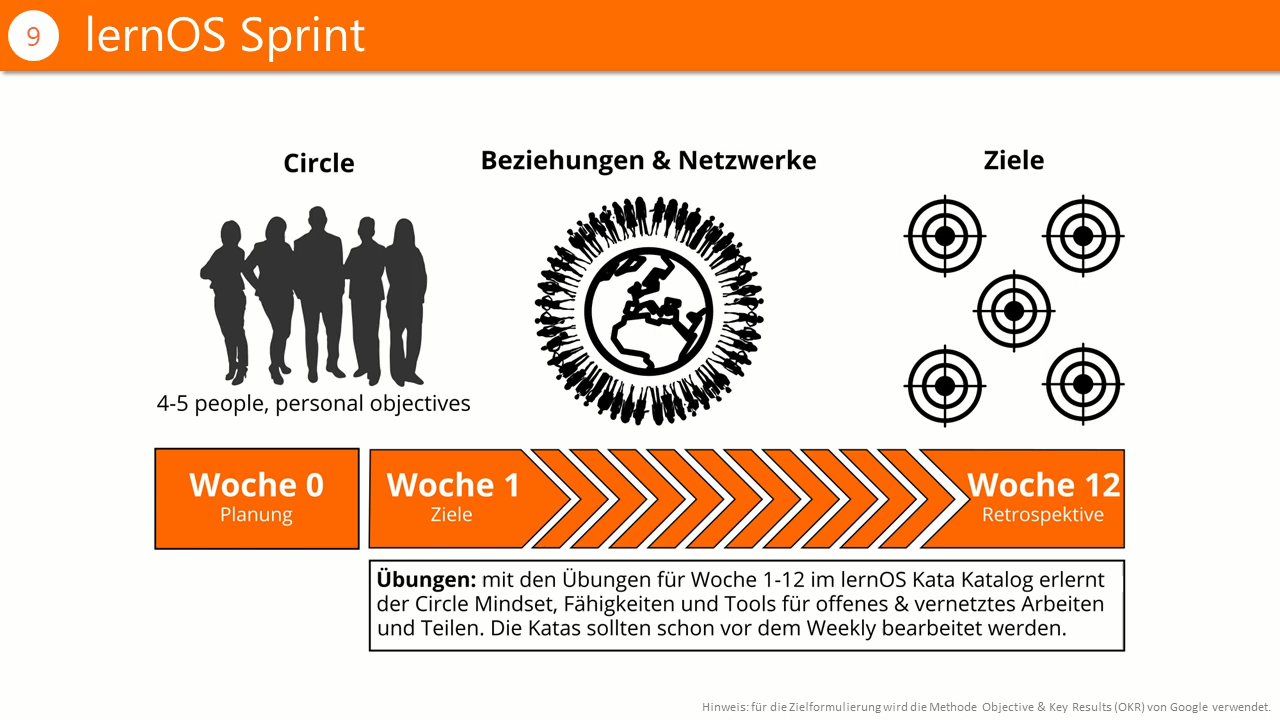 9
lernOS Sprint
Circle
Beziehungen & Netzwerke
Ziele
4-5 people, personal objectives
Woche 0
Planung
Woche 1
Ziele
Woche 12
Retrospektive
Übungen: mit den Übungen für Woche 1-12 im lernOS Kata Katalog erlernt
der Circle Mindset, Fähigkeiten und Tools für offenes & vernetztes Arbeiten
und Teilen. Die Katas sollten schon vor dem Weekly bearbeitet werden.
Hinweis: für die Zielformulierung wird die Methode Objective & Key Results (OKR) von Google verwendet.